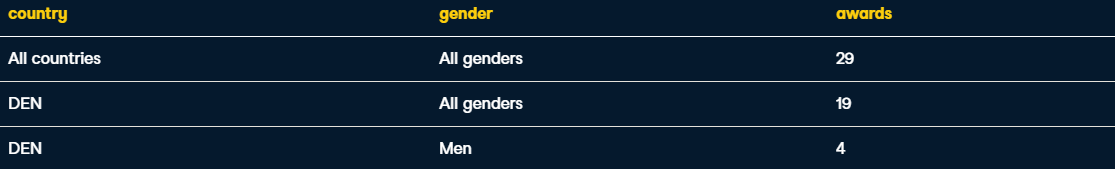 country gender awards
All countries All genders 29
DEN All genders 19
DEN Men 4